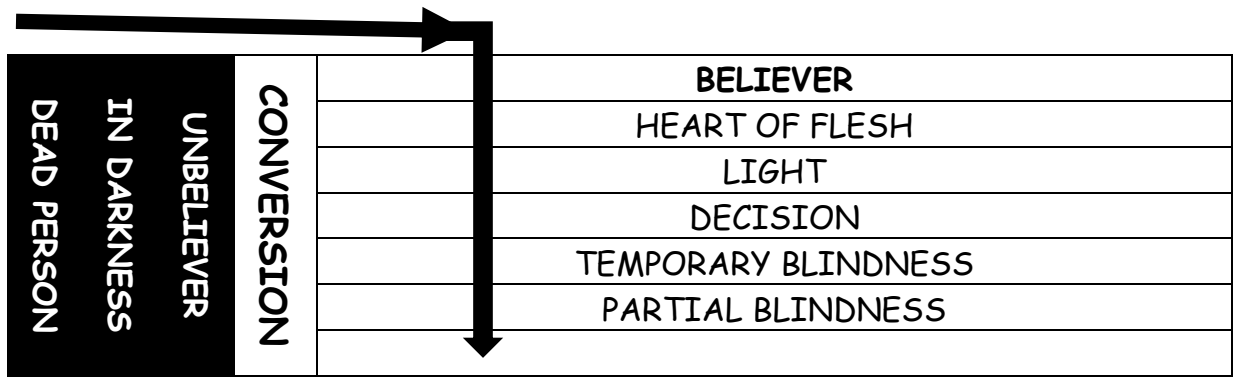 DEAD PERSON
IN DARKNESS
UNBELIEVER
CONVERSION
BELIEVER
HEART OF FLESH
LIGHT
DECISION
TEMPORARY BLINDNESS
PARTIAL BLINDNESS